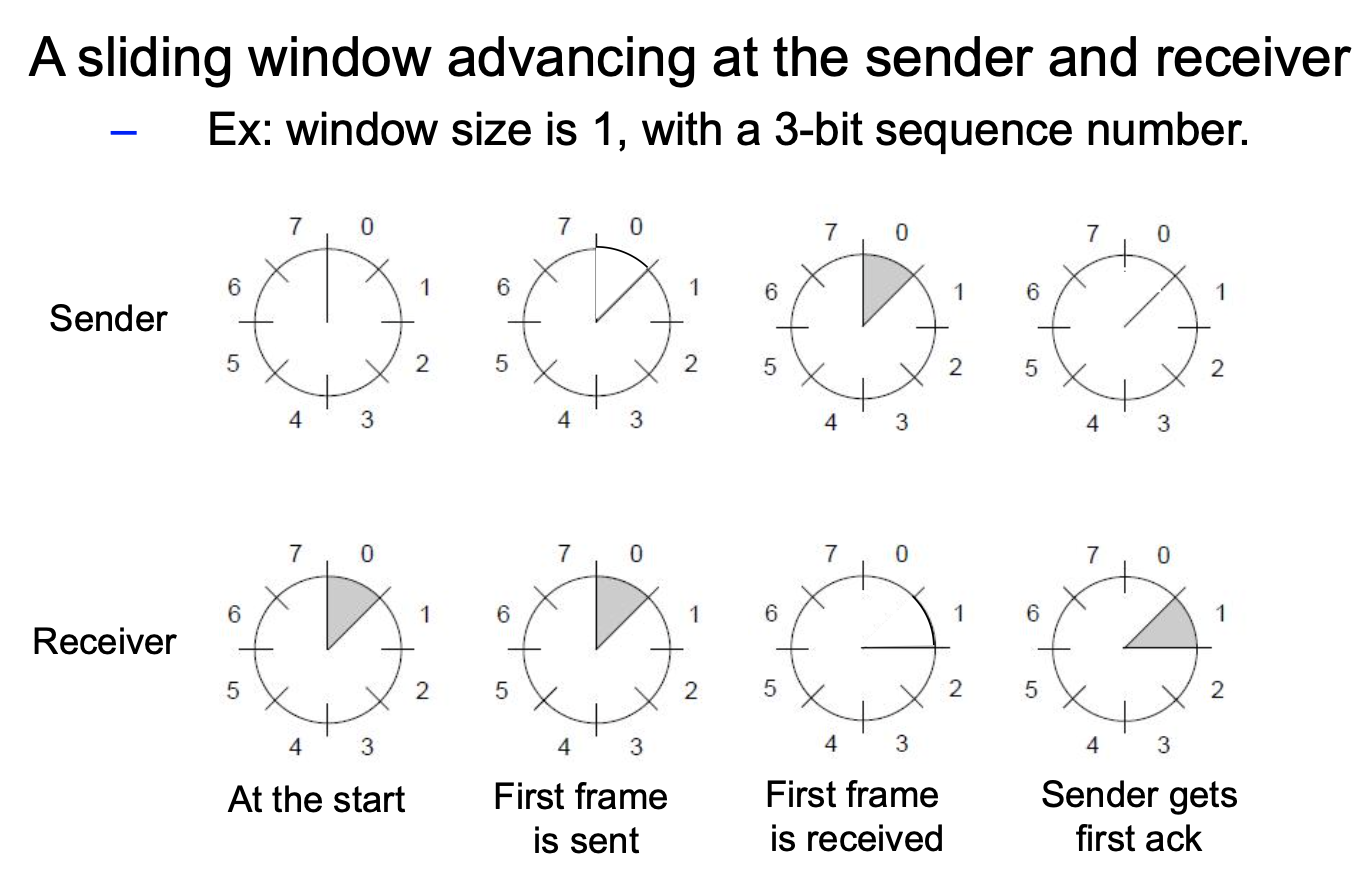 A sliding window advancing at the sender and receiver
– Ex: window size is 1, with a 3-bit sequence number.
7 0 7 0 7 0 7 0
6 1 6 1 6 1 6 1
Sender
5 2 5 2 5 2 5 2
4 3 4 3 4 3 4 3
7 0 7 0 7 0 7 0
6 1 6 1 6 1 6 1
Receiver
5 2 5 2 5 2 5 2
4 3 4 3 4 3 4 3
At the start First frame First frame Sender gets
is sent is received first ack